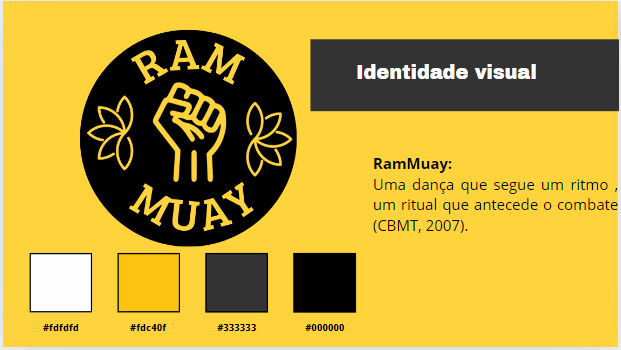 RAM
MUAY
Identidade visual
RamMuay:
Uma dança que segue um ritmo ,
um ritual que antecede o combate
(CBMT, 2007).
#fdfdfd
#fdc40f
#333333
#000000